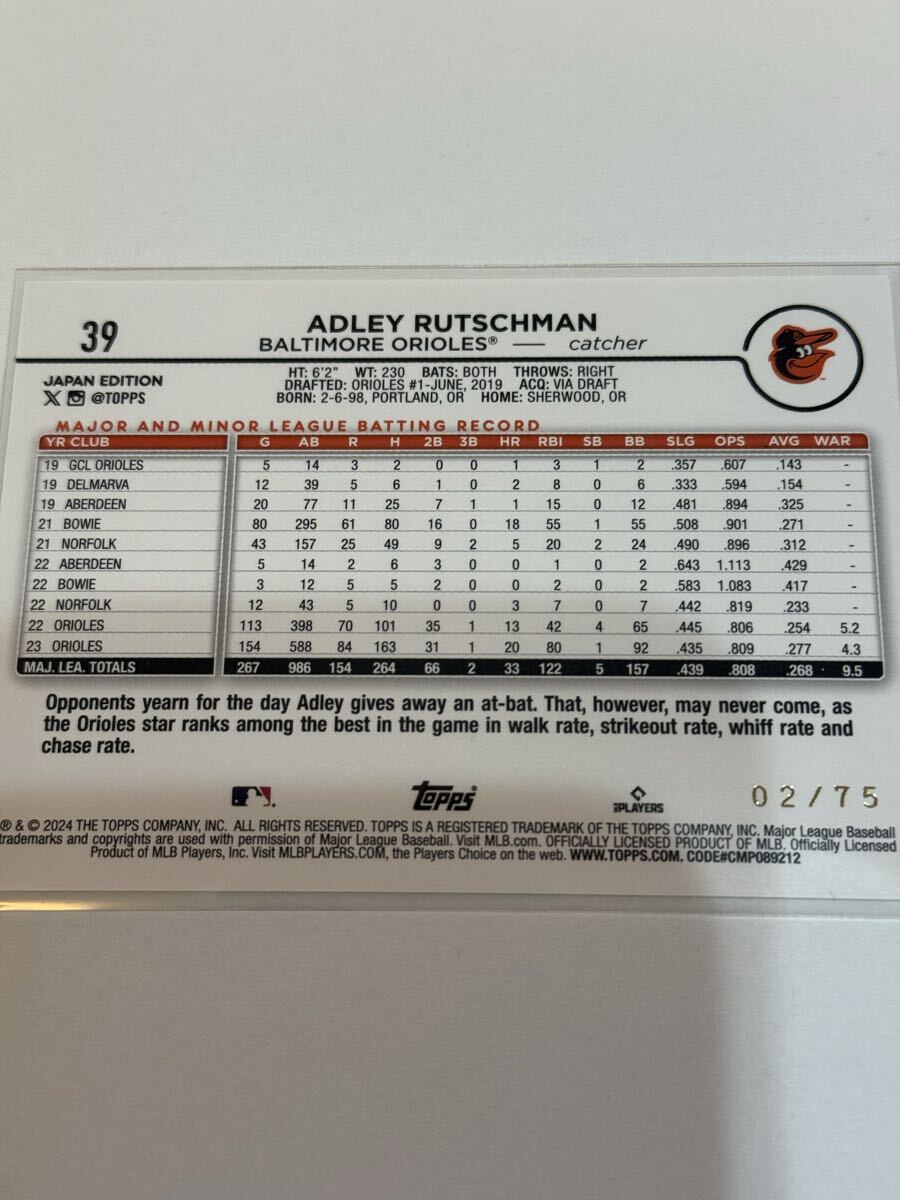 39
ADLEY RUTSCHMAN
BALTIMORE ORIOLES® — catcher
JAPAN EDITION
@TOPPS
HT: 6'2" WT: 230 BATS: BOTH THROWS: RIGHT
DRAFTED: ORIOLES #1-JUNE, 2019 ACQ: VIA DRAFT
BORN: 2-6-98, PORTLAND, OR HOME: SHERWOOD, OR
MAJOR AND MINOR LEAGUE BATTING RECORD
YR CLUB G AB R H 2B 3B HR RBI SB BB SLG OPS AVG WAR
19 GCL ORIOLES 5 14 3 2 0 0 1 3 1 2 .357 .607 .143 -
19 DELMARVA 12 39 5 6 1 0 2 8 0 6 .333 .594 .154 -
19 ABERDEEN 20 77 11 25 7 1 1 15 0 12 .481 .894 .325 -
21 BOWIE 80 295 61 80 16 0 18 55 1 55 .508 .901 .271 -
21 NORFOLK 43 157 25 49 9 2 5 20 2 24 .490 .896 .312 -
22 ABERDEEN 5 14 2 6 3 0 0 1 0 2 .643 1.113 .429 -
22 BOWIE 3 12 5 5 2 0 0 2 0 2 .583 1.083 .417 -
22 NORFOLK 12 43 5 10 0 0 3 7 0 7 .442 .819 .233 -
22 ORIOLES 113 398 70 101 35 1 13 42 4 65 .445 .806 .254 5.2
23 ORIOLES 154 588 84 163 31 1 20 80 1 92 .435 .809 .277 4.3
MAJ. LEA. TOTALS 267 986 154 264 66 2 33 122 5 157 .439 .808 .268 9.5
Opponents yearn for the day Adley gives away an at-bat. That, however, may never come, as
the Orioles star ranks among the best in the game in walk rate, strikeout rate, whiff rate and
chase rate.
topps
PLAYERS
02/75
® & © 2024 THE TOPPS COMPANY, INC. ALL RIGHTS RESERVED. TOPPS IS A REGISTERED TRADEMARK OF THE TOPPS COMPANY, INC. Major League Baseball
trademarks and copyrights are used with permission of Major League Baseball. Visit MLB.com. OFFICIALLY LICENSED PRODUCT OF MLB. Officially Licensed
Product of MLB Players, Inc. Visit MLBPLAYERS.COM, the Players Choice on the web. WWW.TOPPS.COM. CODE#CMP089212